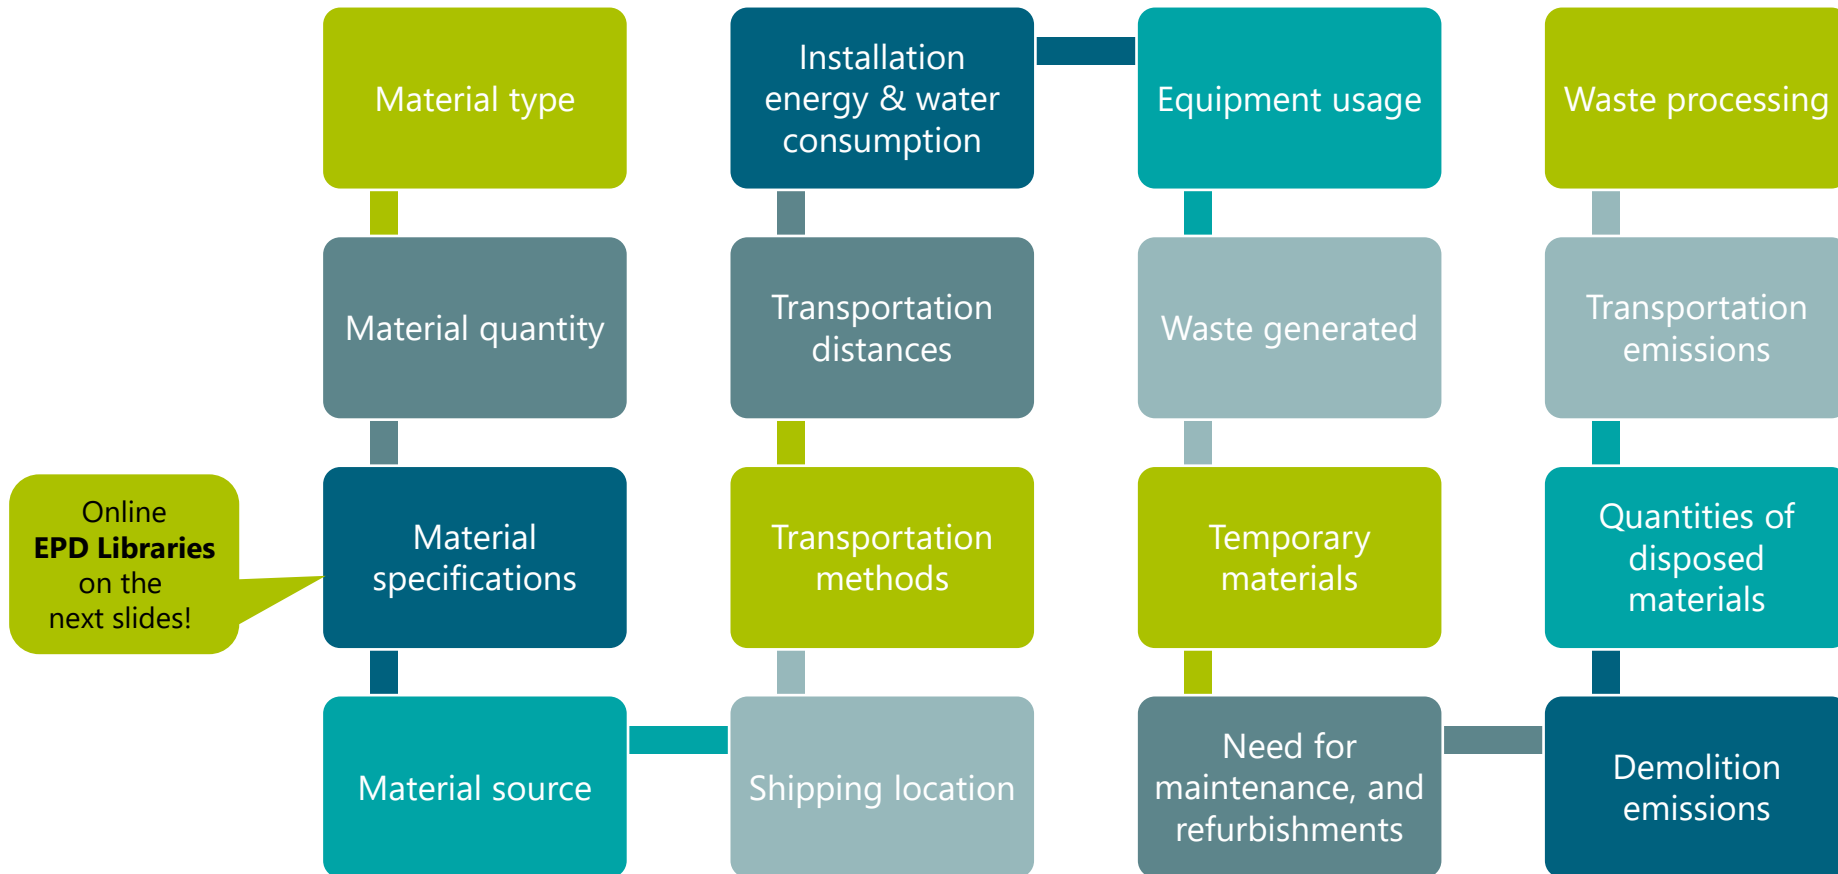 Material type
Material quantity
Online
EPD Libraries
on the
next slides!
Material
specifications
Material source
Shipping location
Transportation
methods
Transportation
distances
Installation
energy & water
consumption
Equipment usage
Waste generated
Temporary
materials
Need for
maintenance, and
refurbishments
Demolition
emissions
Quantities of
disposed
materials
Transportation
emissions
Waste processing